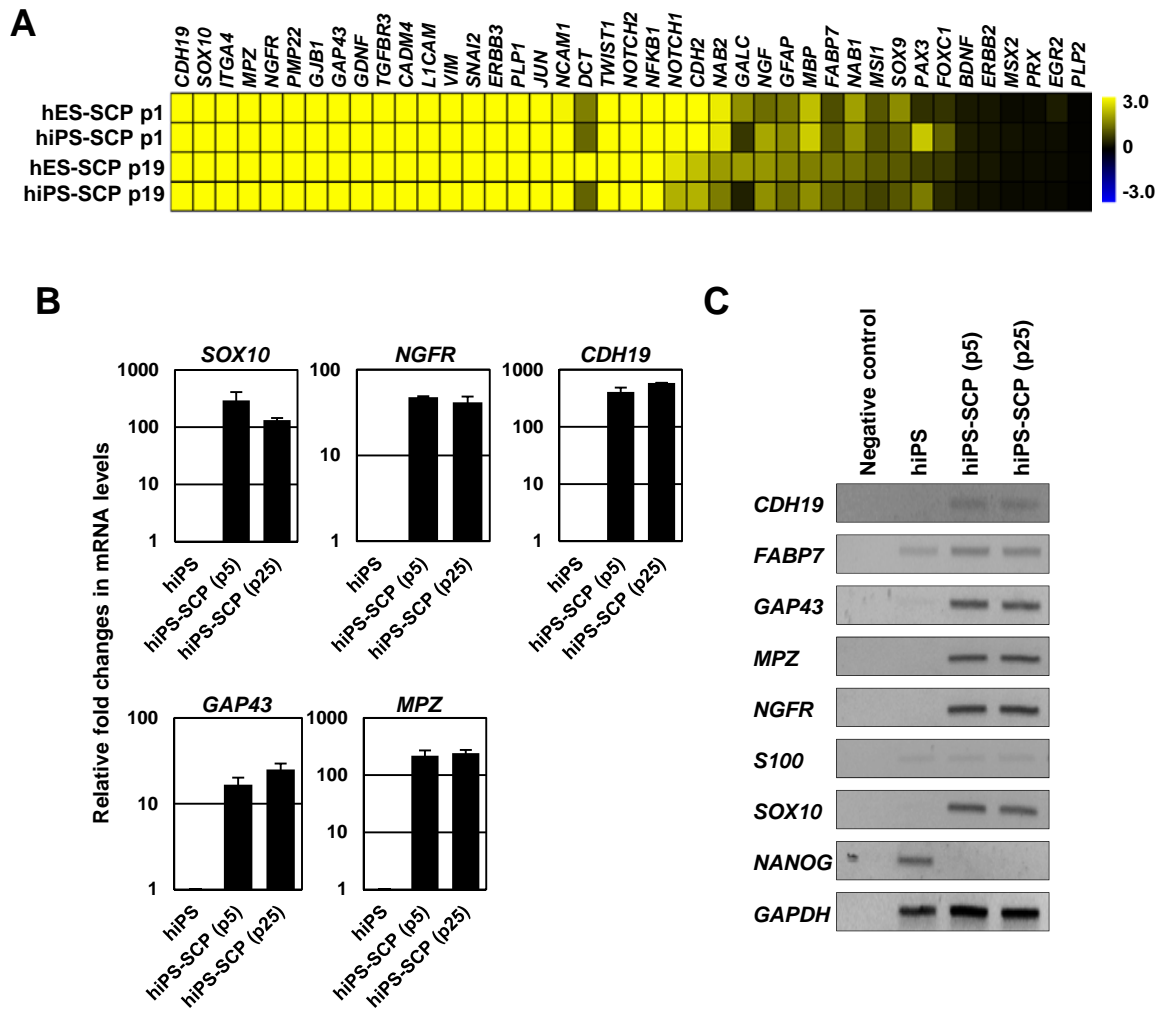 A
CDH19
SOX10
ITGA4
MPZ
NGFR
PMP22
GJB1
GAP43
GDNF
TGFBR3
CADM4
L1CAM
VIM
SNAI2
ERBB3
PLP1
JUN
NCAM1
DCT
TWIST1
NOTCH2
NFKB1
NOTCH1
CDH2
NAB2
GALC
NGF
GFAP
MBP
FABP7
NAB1
MSI1
SOX9
PAX3
FOXC1
BDNF
ERBB2
MSX2
PRX
EGR2
PLP2
hES-SCP p1
hiPS-SCP p1
hES-SCP p19
hiPS-SCP p19
3.0
0
-3.0
B
Relative fold changes in mRNA levels
SOX10
1000
100
10
1
hiPS
hiPS-SCP (p5)
hiPS-SCP (p25)
NGFR
100
10
1
hiPS
hiPS-SCP (p5)
hiPS-SCP (p25)
CDH19
1000
100
10
1
hiPS
hiPS-SCP (p5)
hiPS-SCP (p25)
GAP43
100
10
1
hiPS
hiPS-SCP (p5)
hiPS-SCP (p25)
MPZ
1000
100
10
1
hiPS
hiPS-SCP (p5)
hiPS-SCP (p25)
C
Negative control
hiPS
hiPS-SCP (p5)
hiPS-SCP (p25)
CDH19
FABP7
GAP43
MPZ
NGFR
S100
SOX10
NANOG
GAPDH